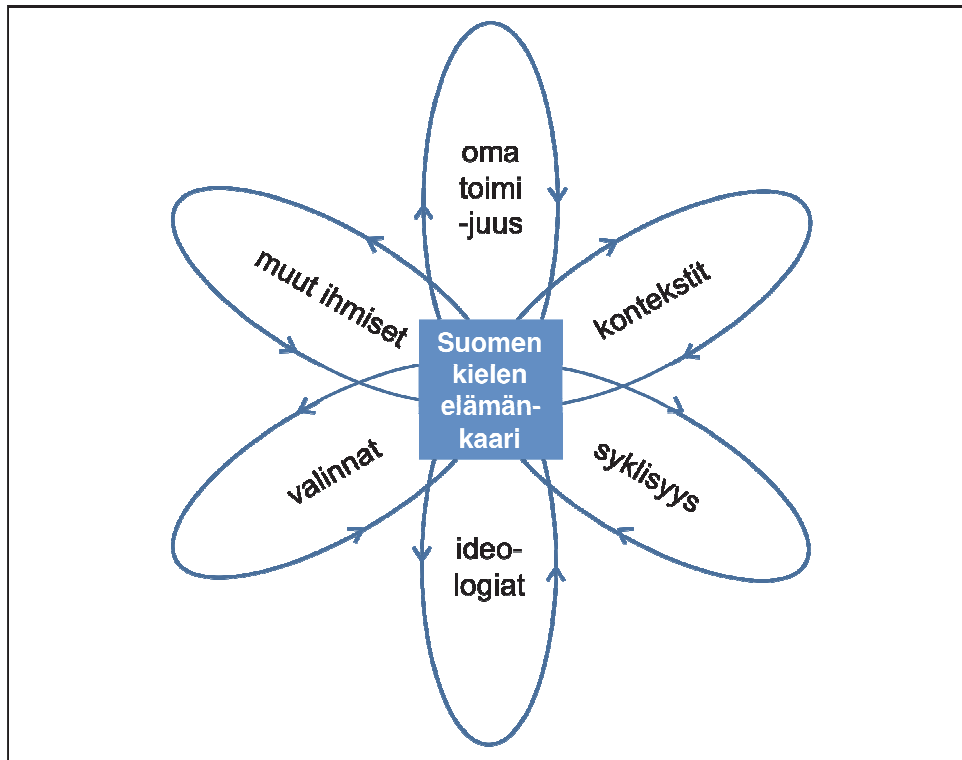 oma
toimi
-juus
muut ihmiset
kontekstit
Suomen
kielen
elämän-
kaari
valinnat
syklisyys
ideo-
logiat